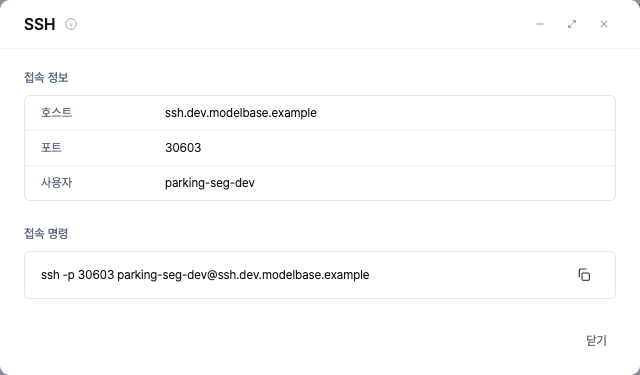 SSH
접속 정보
호스트 ssh.dev.modelbase.example
포트 30603
사용자 parking-seg-dev
접속 명령
ssh -p 30603 parking-seg-dev@ssh.dev.modelbase.example
닫기